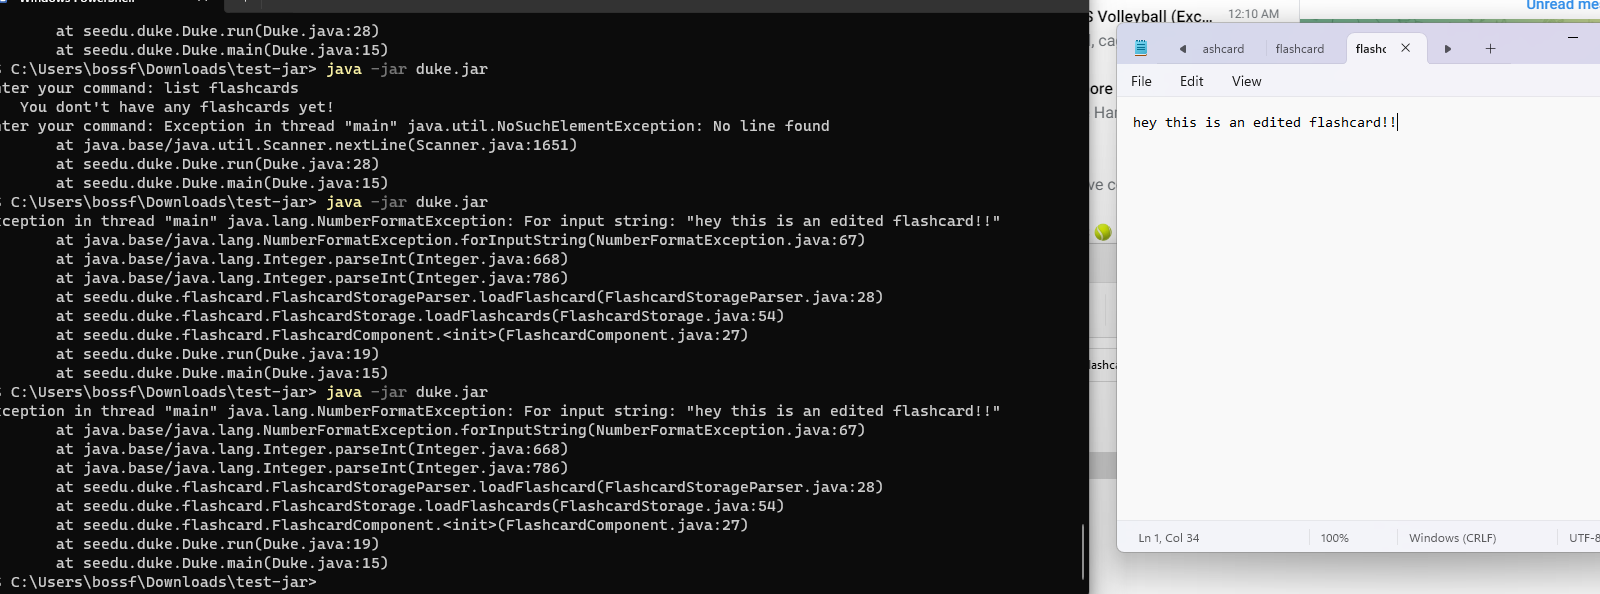 Windows PowerShell
at seedu.duke.Duke.run(Duke.java:28)
at seedu.duke.Duke.main(Duke.java:15)
C:\Users\bossf\Downloads\test-jar> java -jar duke.jar
ter your command: list flashcards
You dont't have any flashcards yet!
ter your command: Exception in thread "main" java.util.NoSuchElementException: No line found
at java.base/java.util.Scanner.nextLine(Scanner.java:1651)
at seedu.duke.Duke.run(Duke.java:28)
at seedu.duke.Duke.main(Duke.java:15)
C:\Users\bossf\Downloads\test-jar> java -jar duke.jar
ception in thread "main" java.lang.NumberFormatException: For input string: "hey this is an edited flashcard!!"
at java.base/java.lang.NumberFormatException.forInputString(NumberFormatException.java:67)
at java.base/java.lang.Integer.parseInt(Integer.java:668)
at java.base/java.lang.Integer.parseInt(Integer.java:786)
at seedu.duke.flashcard.FlashcardStorageParser.loadFlashcard(FlashcardStorageParser.java:28)
at seedu.duke.flashcard.FlashcardStorage.loadFlashcards(FlashcardStorage.java:54)
at seedu.duke.flashcard.FlashcardComponent.<init>(FlashcardComponent.java:27)
at seedu.duke.Duke.run(Duke.java:19)
at seedu.duke.Duke.main(Duke.java:15)
C:\Users\bossf\Downloads\test-jar> java -jar duke.jar
ception in thread "main" java.lang.NumberFormatException: For input string: "hey this is an edited flashcard!!"
at java.base/java.lang.NumberFormatException.forInputString(NumberFormatException.java:67)
at java.base/java.lang.Integer.parseInt(Integer.java:668)
at java.base/java.lang.Integer.parseInt(Integer.java:786)
at seedu.duke.flashcard.FlashcardStorageParser.loadFlashcard(FlashcardStorageParser.java:28)
at seedu.duke.flashcard.FlashcardStorage.loadFlashcards(FlashcardStorage.java:54)
at seedu.duke.flashcard.FlashcardComponent.<init>(FlashcardComponent.java:27)
at seedu.duke.Duke.run(Duke.java:19)
at seedu.duke.Duke.main(Duke.java:15)
C:\Users\bossf\Downloads\test-jar>
S Volleyball (Exc... 12:10 AM
Unread mes
, cau
ore
Har
ve c
lashca
ashcard flashcard flashc
File Edit View
hey this is an edited flashcard!!
Ln 1, Col 34 100% Windows (CRLF) UTF-8